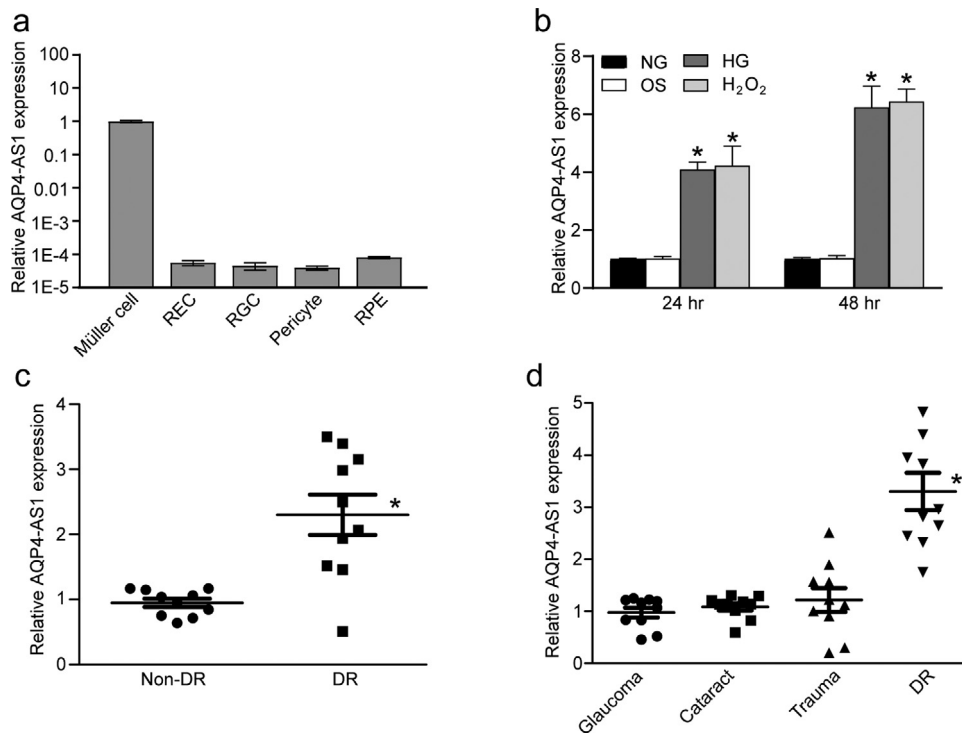 a
Relative AQP4-AS1 expression
100
10
1
0.1
0.01
1E-3
1E-4
1E-5
Müller cell
REC
RGC
Pericyte
RPE
b
Relative AQP4-AS1 expression
8
6
4
2
0
NG
HG
OS
H₂O₂
* *
* *
24 hr
48 hr
c
Relative AQP4-AS1 expression
4
3
2
1
0
*
Non-DR
DR
d
Relative AQP4-AS1 expression
5
4
3
2
1
0
*
Glaucoma
Cataract
Trauma
DR